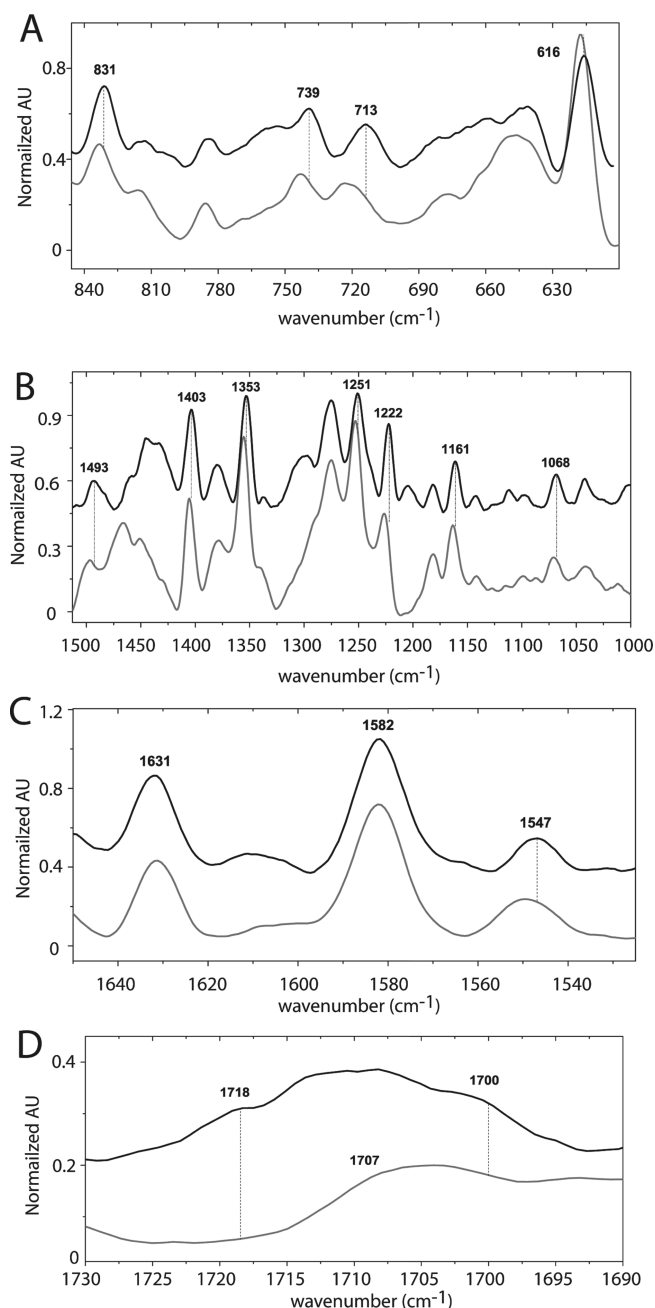 A
831
739
713
616
0.8
0.4
0
Normailzed AU
840 810 780 750 720 690 660 630
wavenumber (cm-1)
B
1403
1353
1251
1222
1493
1161
1068
0.9
0.6
0.3
0
Normailzed AU
1500 1450 1400 1350 1300 1250 1200 1150 1100 1050 1000
wavenumber (cm-1)
C
1.2
1582
1631
1547
0.8
0.4
0
Normailzed AU
1640 1620 1600 1580 1560 1540
wavenumber (cm-1)
D
0.4
1718
1700
1707
0.2
0
Normailzed AU
1730 1725 1720 1715 1710 1705 1700 1695 1690
wavenumber (cm-1)